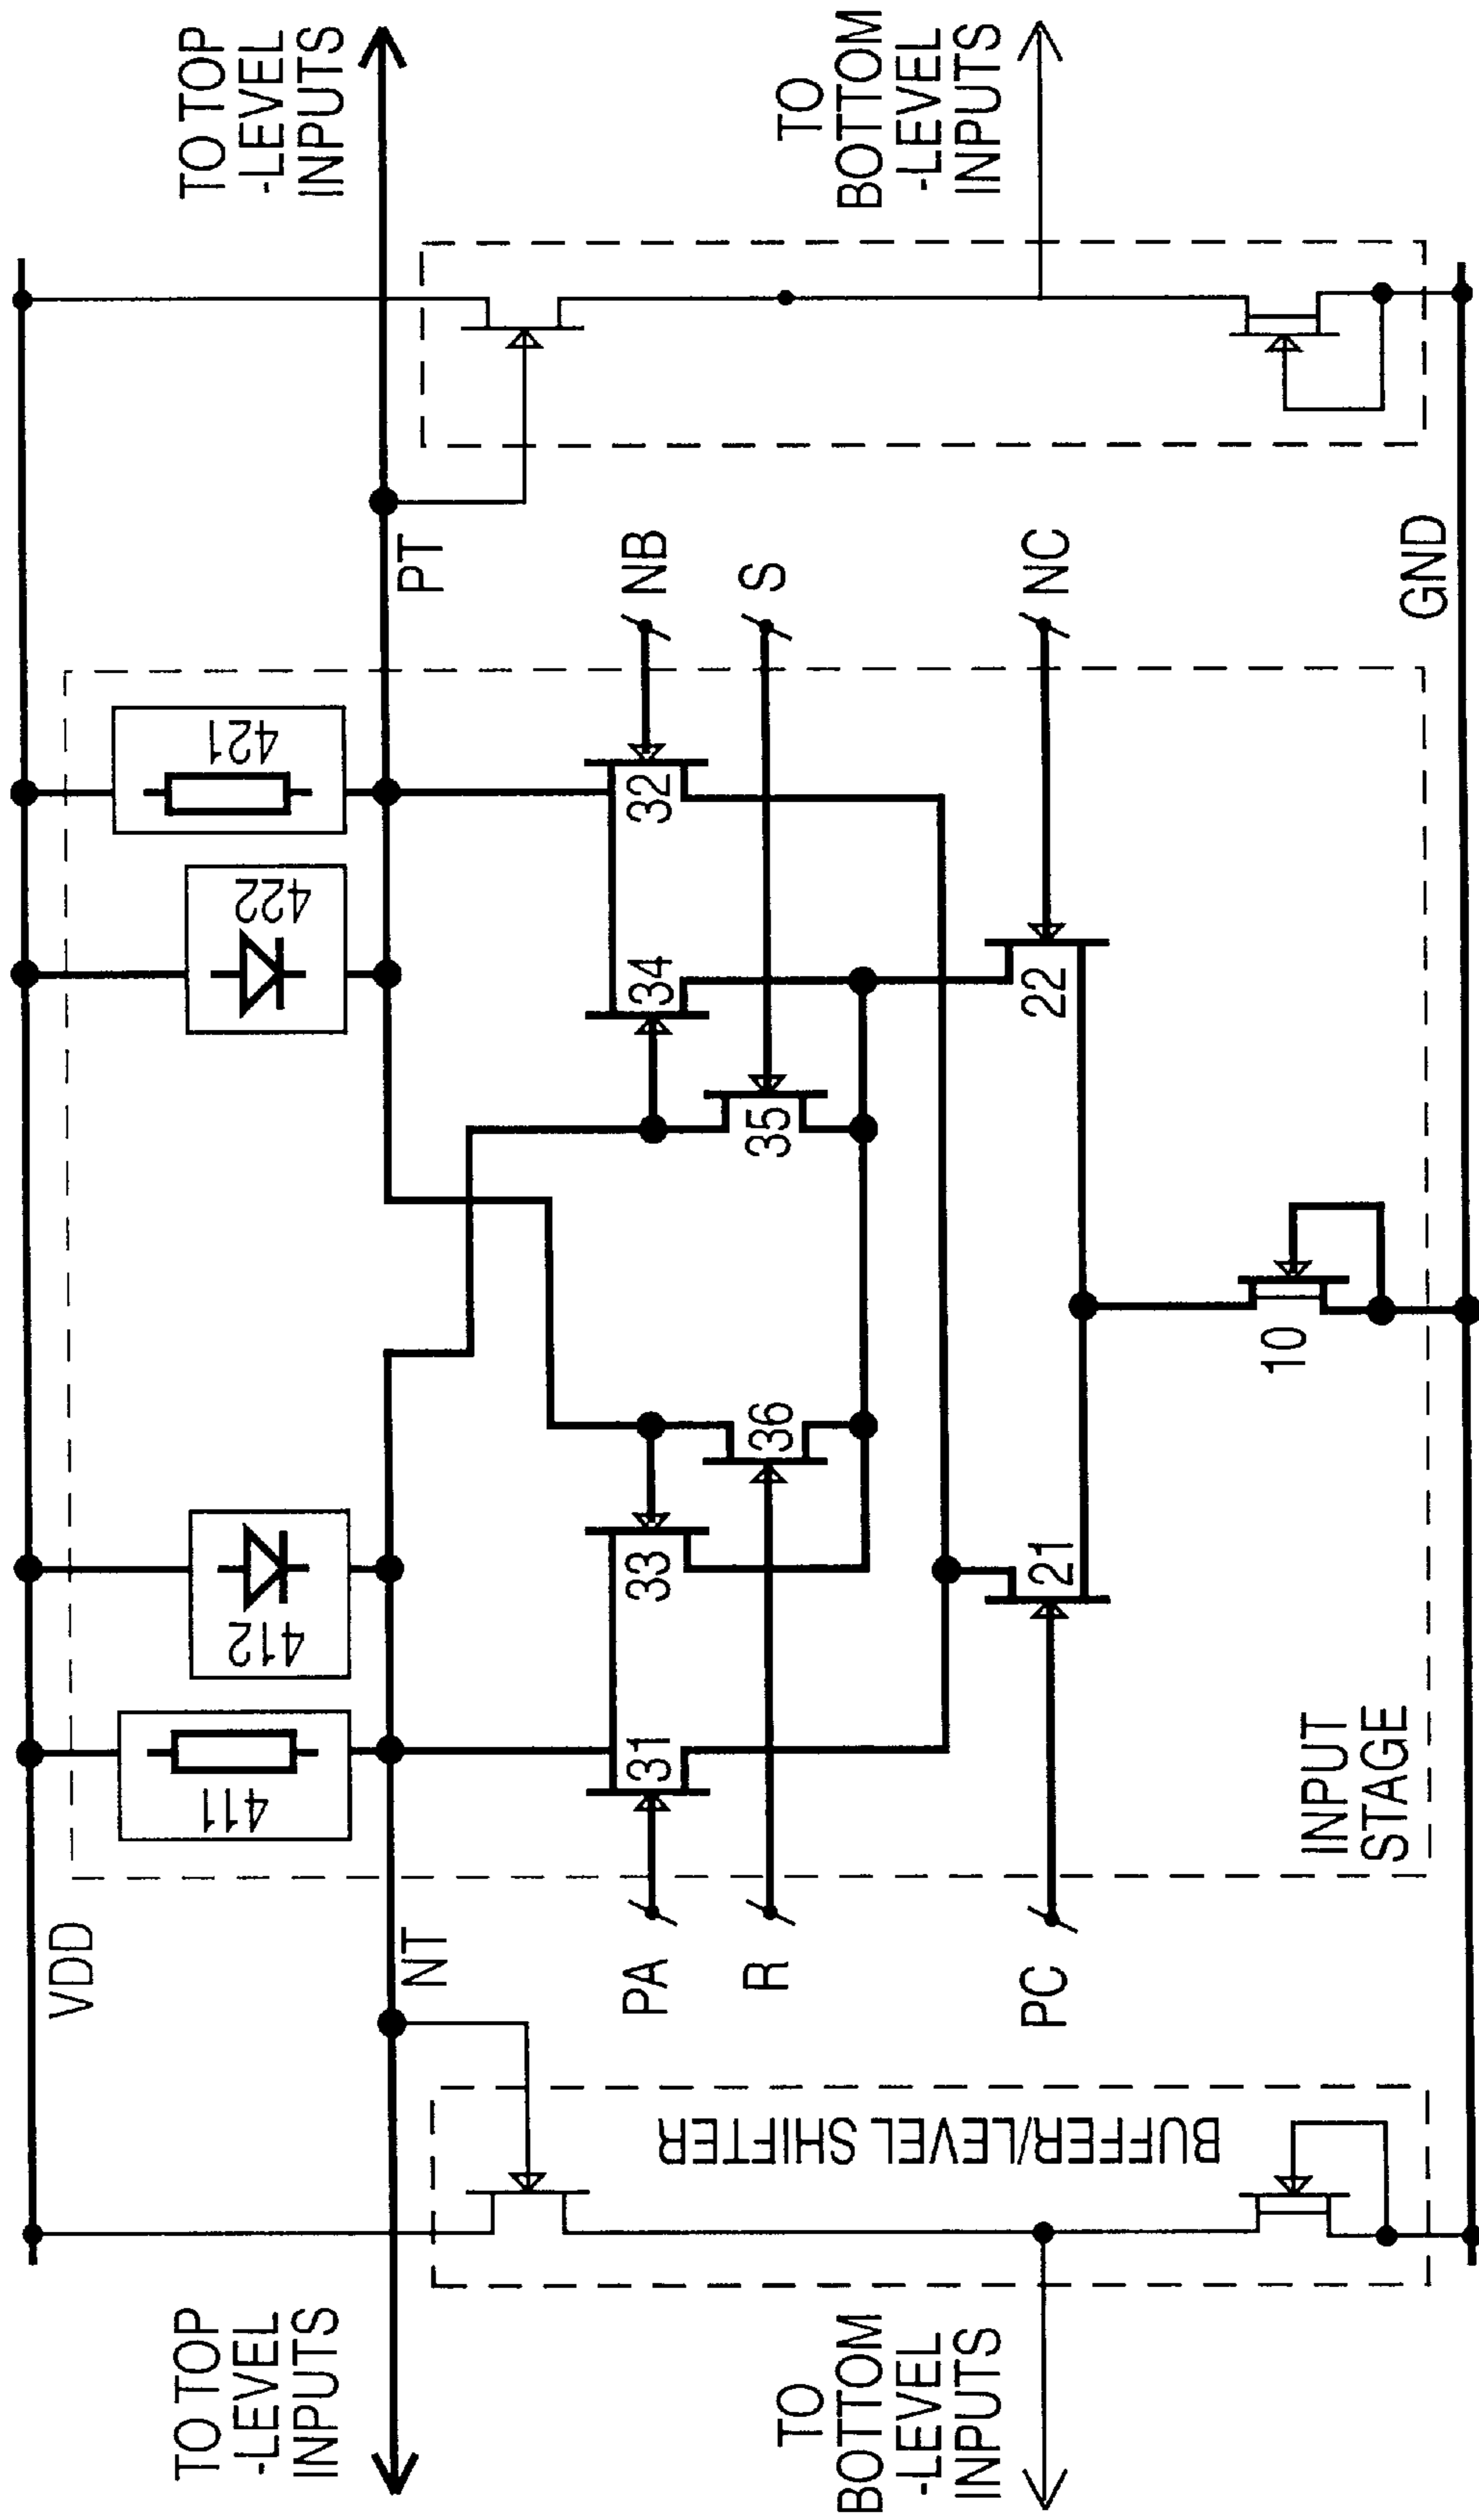 TO TOP
-LEVEL
INPUTS
TO
BOTTOM
-LEVEL
INPUTS
BUFFER/LEVEL SHIFTER
VDD
NT
PA
R
PC
INPUT
STAGE
411
412
31
33
36
21
10
422
421
34
32
35
22
PT
NB
S
NC
GND
TO TOP
-LEVEL
INPUTS
TO
BOTTOM
-LEVEL
INPUTS